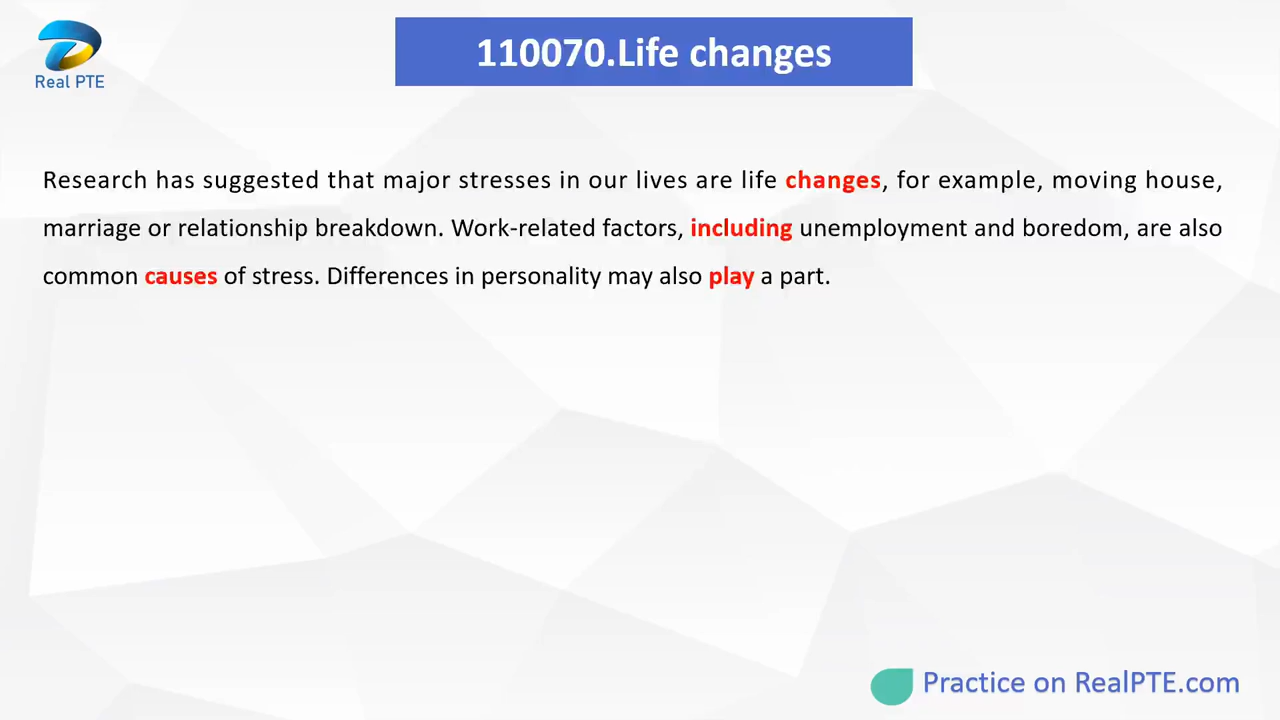 Real PTE
110070.Life changes
Research has suggested that major stresses in our lives are life changes, for example, moving house,
marriage or relationship breakdown. Work-related factors, including unemployment and boredom, are also
common causes of stress. Differences in personality may also play a part.
Practice on RealPTE.com